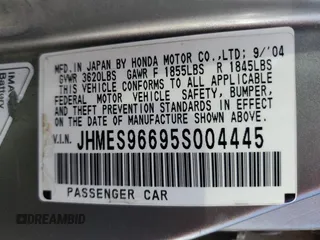 MFD.IN JAPAN BY HONDA MOTOR CO.,LTD; 9/'04
GVWR 3620LBS GAWR F 1855LBS R 1845LBS
THIS VEHICLE CONFORMS TO ALL APPLICABLE
FEDERAL MOTOR VEHICLE SAFETY, BUMPER,
AND THEFT PREVENTION STANDARDS IN EFFECT ON
THE DATE OF MANUFACTURE SHOWN ABOVE.
V.I.N. JHMES96695S004445
PASSENGER CAR
IMA
Battery
DREAMBID